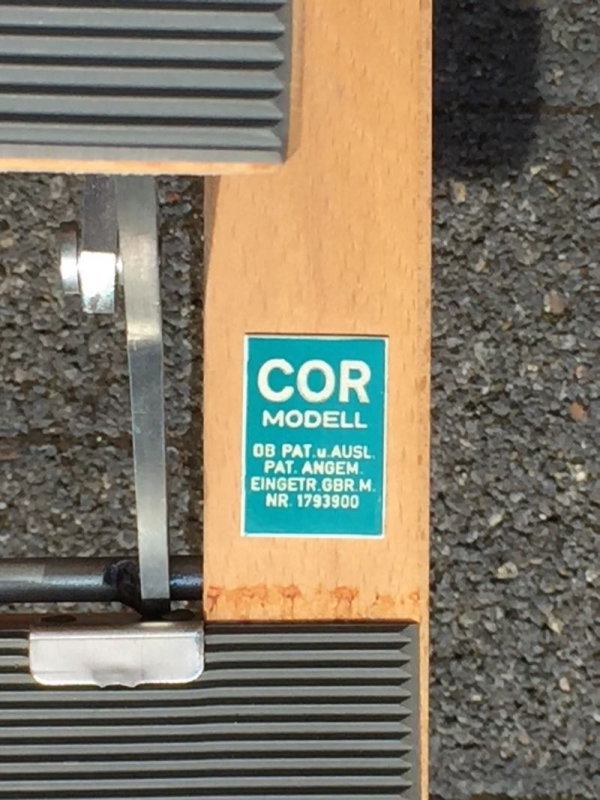 COR
MODELL
DB PAT.u.AUSL.
PAT. ANGEM.
EINGETR.GBR.M.
NR. 1793900